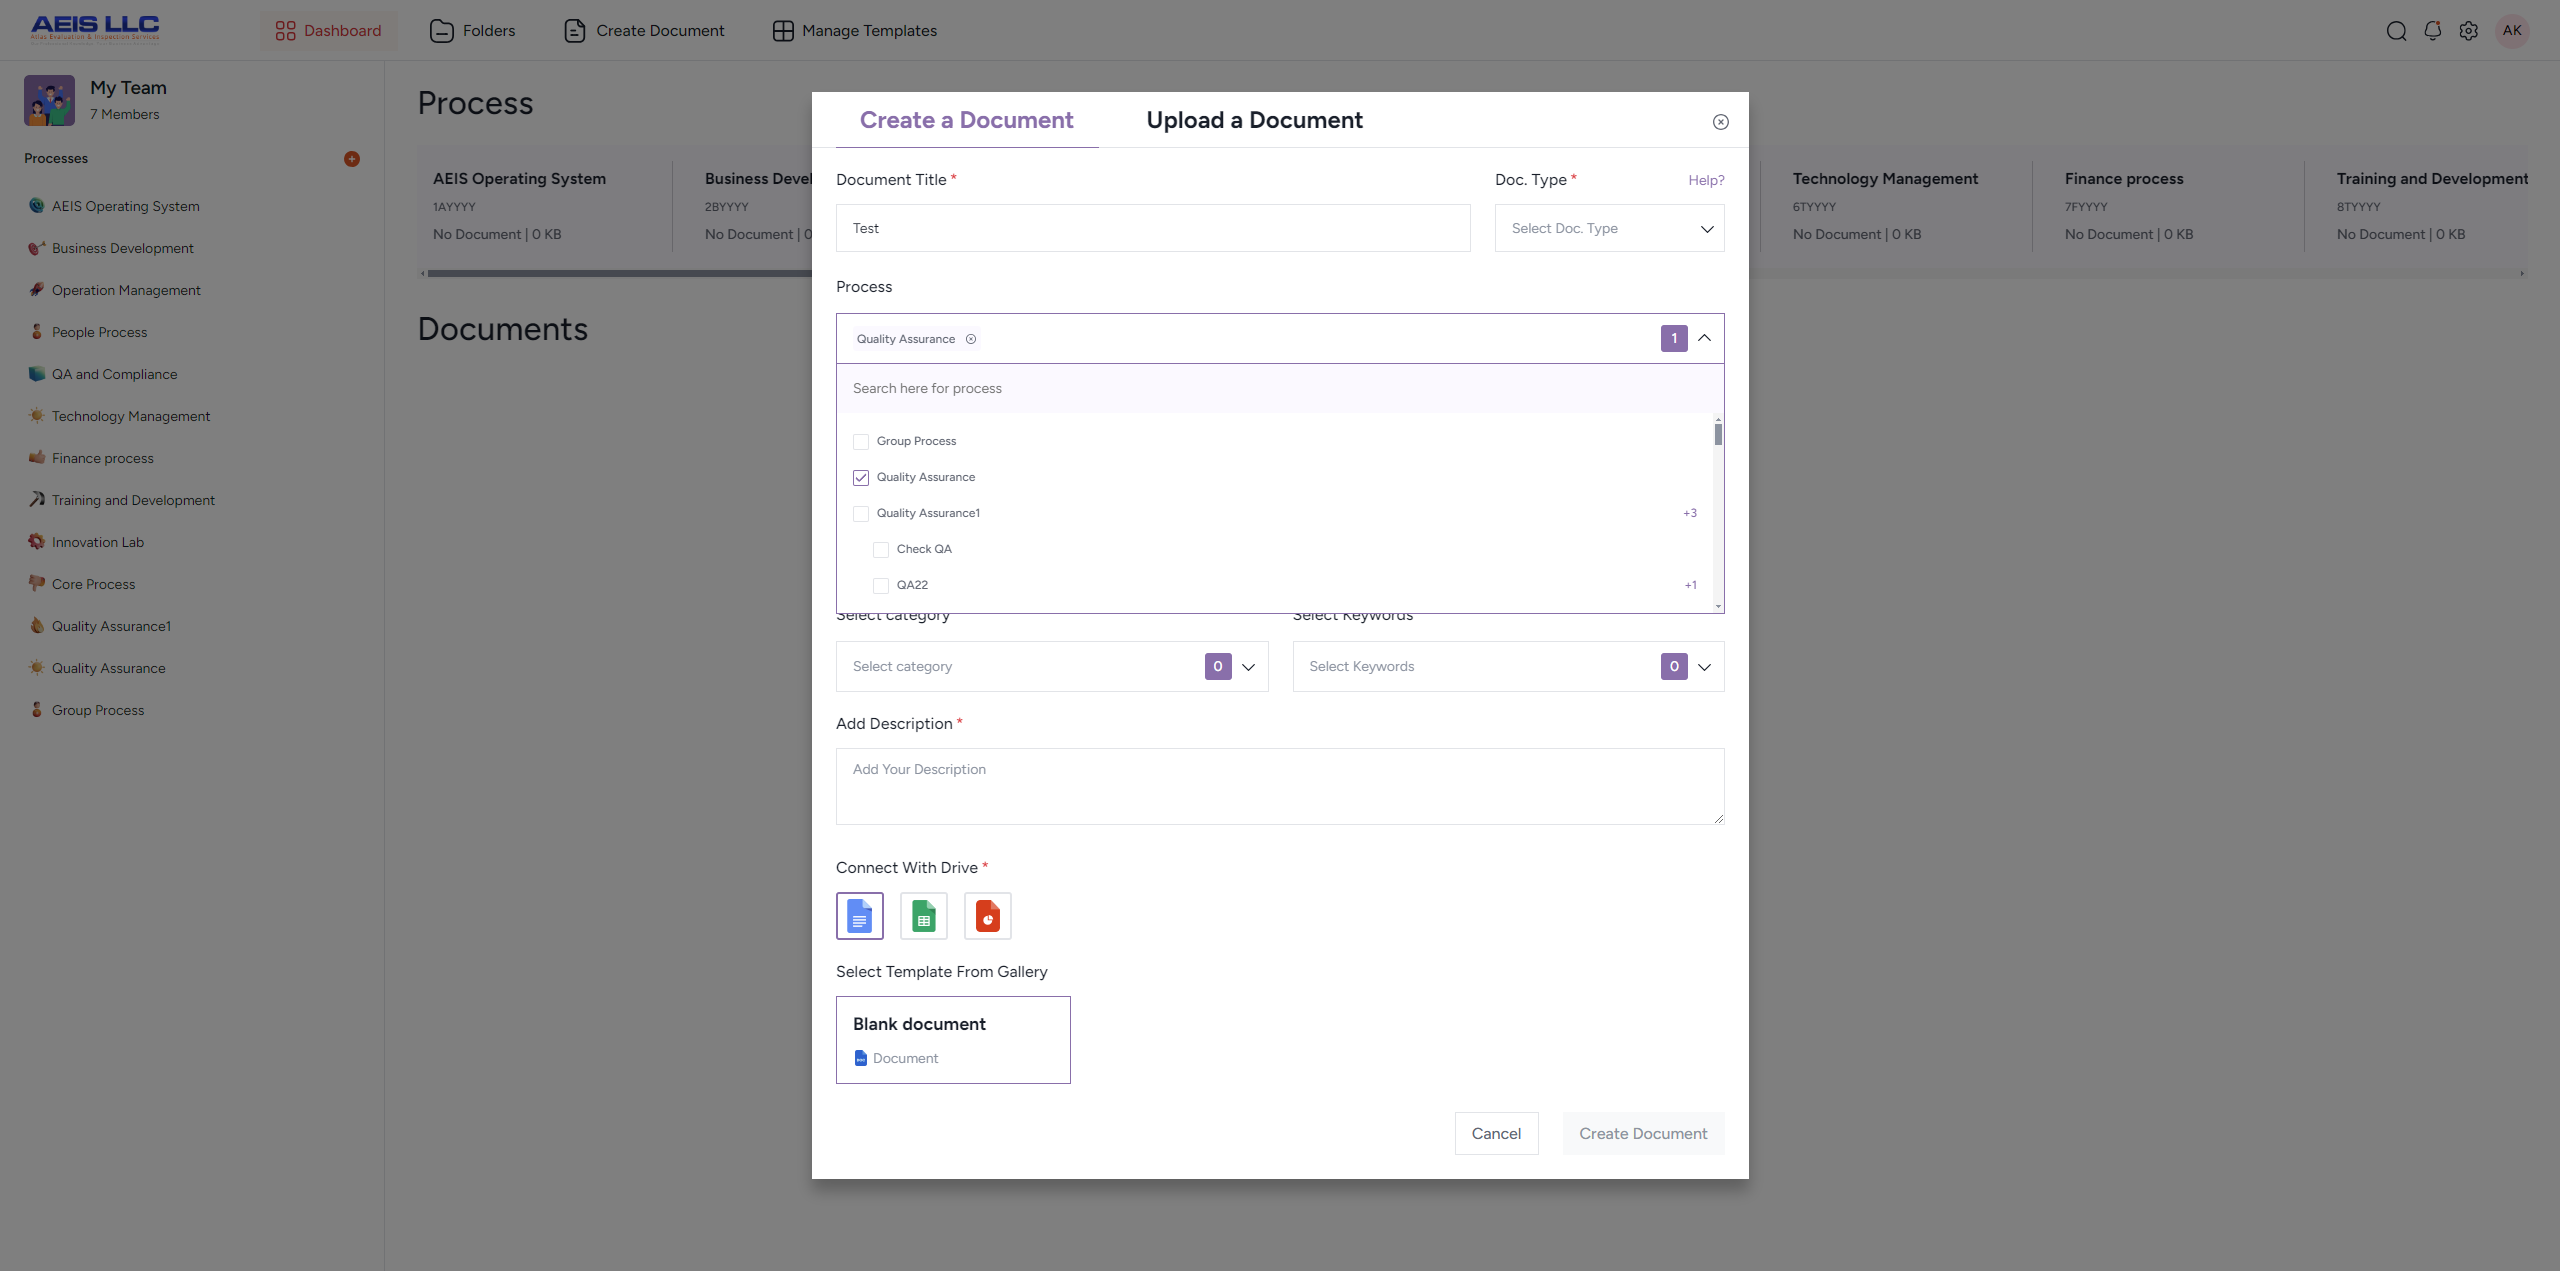 AEIS LLC
Atlas Evaluation & Inspection Services
Dashboard
Folders
Create Document
Manage Templates
AK
My Team
7 Members
Processes
AEIS Operating System
Business Development
Operation Management
People Process
QA and Compliance
Technology Management
Finance process
Training and Development
Innovation Lab
Core Process
Quality Assurance1
Quality Assurance
Group Process
Process
AEIS Operating System
1AYYYY
No Document | 0 KB
Business Devel
2BYYYY
No Document | 0
Technology Management
6TYYYY
No Document | 0 KB
Finance process
7FYYYY
No Document | 0 KB
Training and Development
8TYYYY
No Document | 0 KB
Documents
Create a Document
Upload a Document
Document Title *
Test
Doc. Type *
Help?
Select Doc. Type
Process
Quality Assurance
1
Search here for process
Group Process
Quality Assurance
Quality Assurance1
+3
Check QA
QA22
+1
Select category
Select Keywords
Select category
0
Select Keywords
0
Add Description *
Add Your Description
Connect With Drive *
Select Template From Gallery
Blank document
Document
Cancel
Create Document